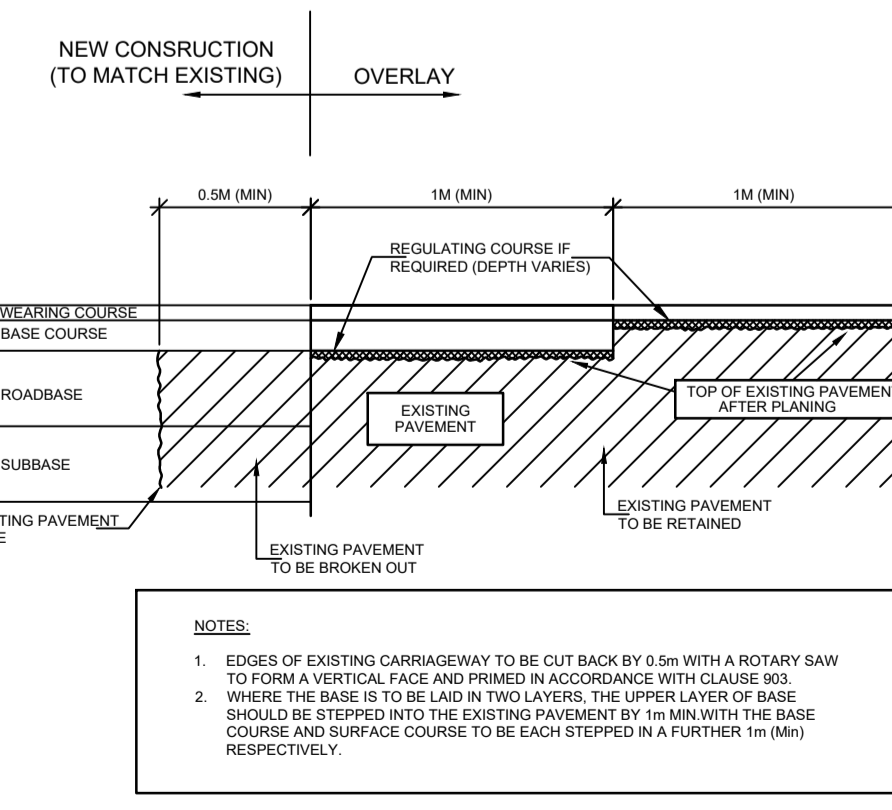 NEW CONSRUCTION
(TO MATCH EXISTING)
OVERLAY
0.5M (MIN)
1M (MIN)
1M (MIN)
REGULATING COURSE IF
REQUIRED (DEPTH VARIES)
WEARING COURSE
BASE COURSE
ROADBASE
SUBBASE
EXISTING
PAVEMENT
TOP OF EXISTING PAVEMENT
AFTER PLANING
PAVEMENT
EXISTING PAVEMENT
TO BE RETAINED
EXISTING PAVEMENT
TO BE BROKEN OUT
NOTES:
1. EDGES OF EXISTING CARRIAGEWAY TO BE CUT BACK BY 0.5m WITH A ROTARY SAW
TO FORM A VERTICAL FACE AND PRIMED IN ACCORDANCE WITH CLAUSE 903.
2. WHERE THE BASE IS TO BE LAID IN TWO LAYERS, THE UPPER LAYER OF BASE
SHOULD BE STEPPED INTO THE EXISTING PAVEMENT BY 1m MIN.WITH THE BASE
COURSE AND SURFACE COURSE TO BE EACH STEPPED IN A FURTHER 1m (Min)
RESPECTIVELY.